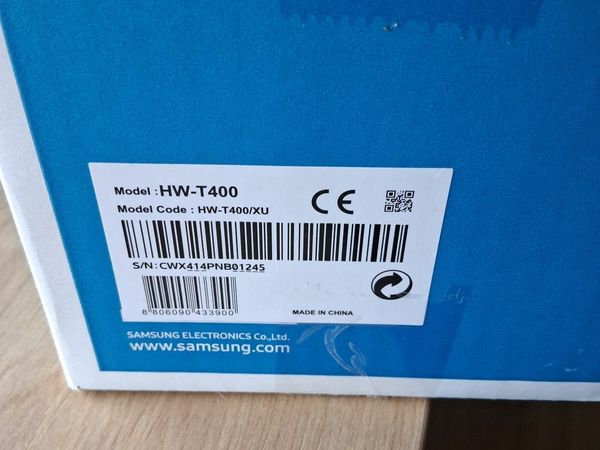 Model : HW-T400
Model Code : HW-T400/XU
CE
S/N: CWX414PNB01245
8 806090 433900
MADE IN CHINA
SAMSUNG ELECTRONICS Co.,Ltd.
www.samsung.com